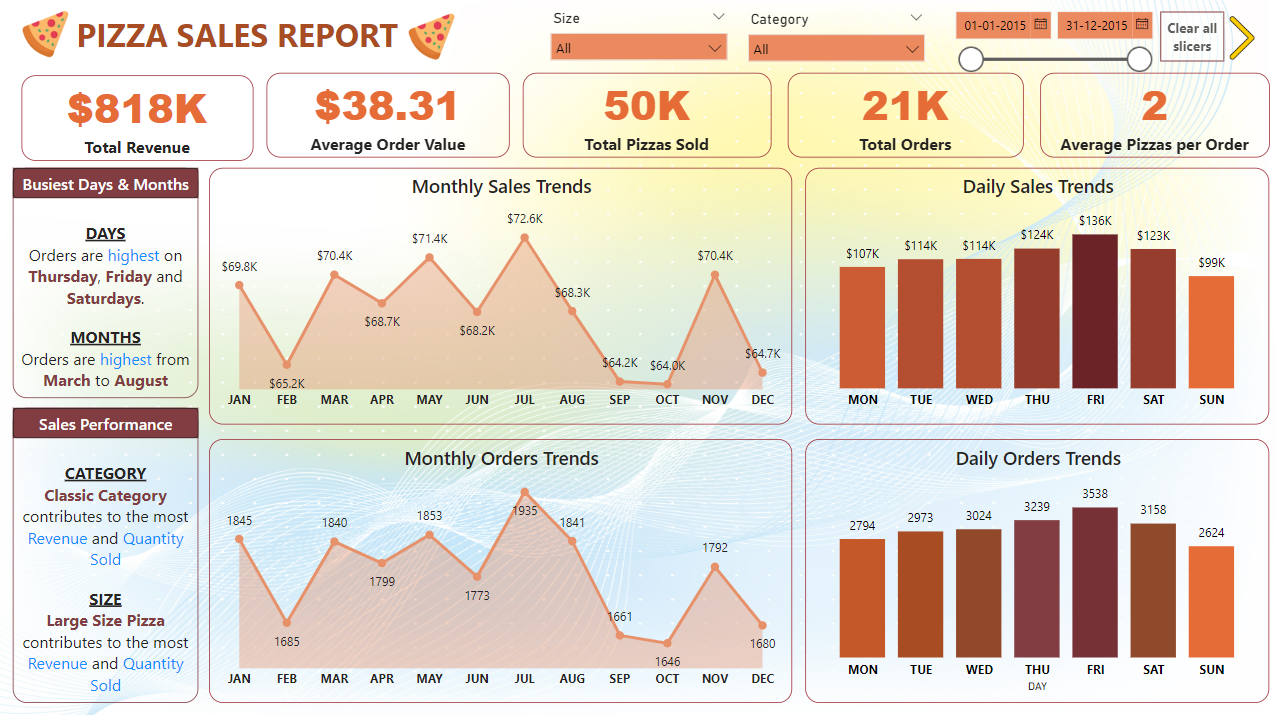 PIZZA SALES REPORT
Size
All
Category
All
01-01-2015
31-12-2015
Clear all
slicers
$818K
Total Revenue
$38.31
Average Order Value
50K
Total Pizzas Sold
21K
Total Orders
2
Average Pizzas per Order
Busiest Days & Months
DAYS
Orders are highest on
Thursday, Friday and
Saturdays.
MONTHS
Orders are highest from
March to August
Sales Performance
CATEGORY
Classic Category
contributes to the most
Revenue and Quantity
Sold
SIZE
Large Size Pizza
contributes to the most
Revenue and Quantity
Sold
Monthly Sales Trends
$69.8K
$65.2K
$70.4K
$68.7K
$71.4K
$68.2K
$72.6K
$68.3K
$64.2K
$64.0K
$70.4K
$64.7K
JAN FEB MAR APR MAY JUN JUL AUG SEP OCT NOV DEC
Daily Sales Trends
$107K
$114K
$114K
$124K
$136K
$123K
$99K
MON TUE WED THU FRI SAT SUN
Monthly Orders Trends
1845
1685
1840
1799
1853
1773
1935
1841
1661
1646
1792
1680
JAN FEB MAR APR MAY JUN JUL AUG SEP OCT NOV DEC
Daily Orders Trends
2794
2973
3024
3239
3538
3158
2624
MON TUE WED THU FRI SAT SUN
DAY